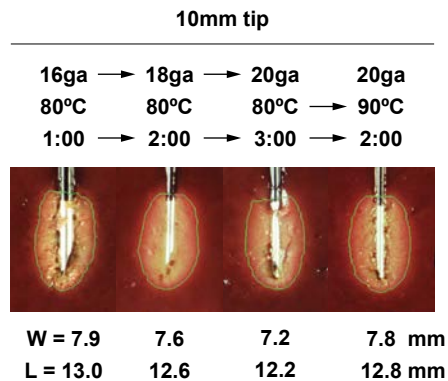 10mm tip
16ga → 18ga → 20ga 20ga
80ºC 80ºC 80ºC → 90ºC
1:00 → 2:00 → 3:00 → 2:00
W = 7.9 7.6 7.2 7.8 mm
L = 13.0 12.6 12.2 12.8 mm